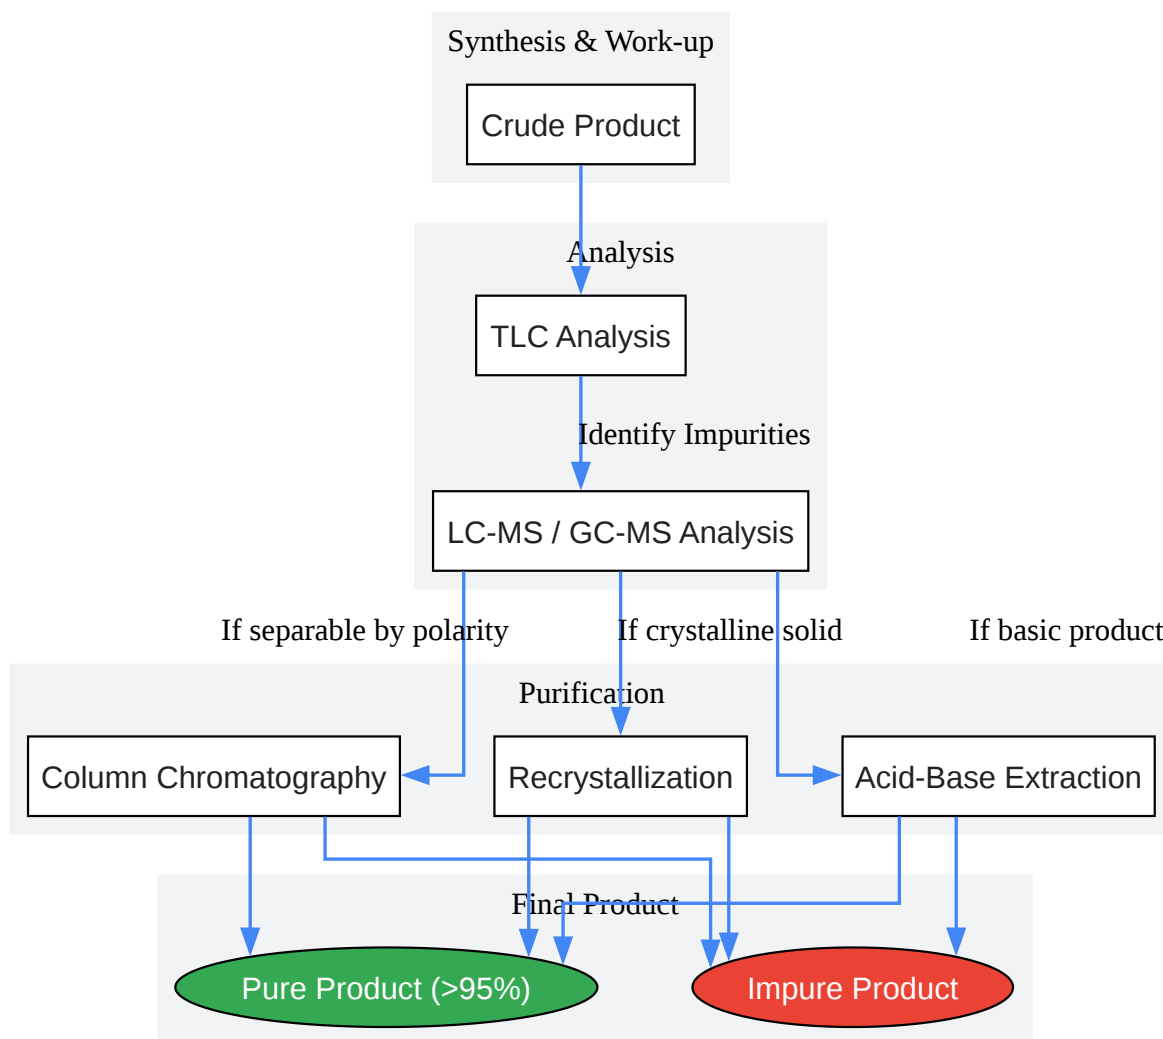 Synthesis & Work-up
Crude Product
Analysis
TLC Analysis
Identify Impurities
LC-MS / GC-MS Analysis
If separable by polarity
If crystalline solid
If basic product
Purification
Column Chromatography
Recrystallization
Acid-Base Extraction
Final Product
Pure Product (>95%)
Impure Product